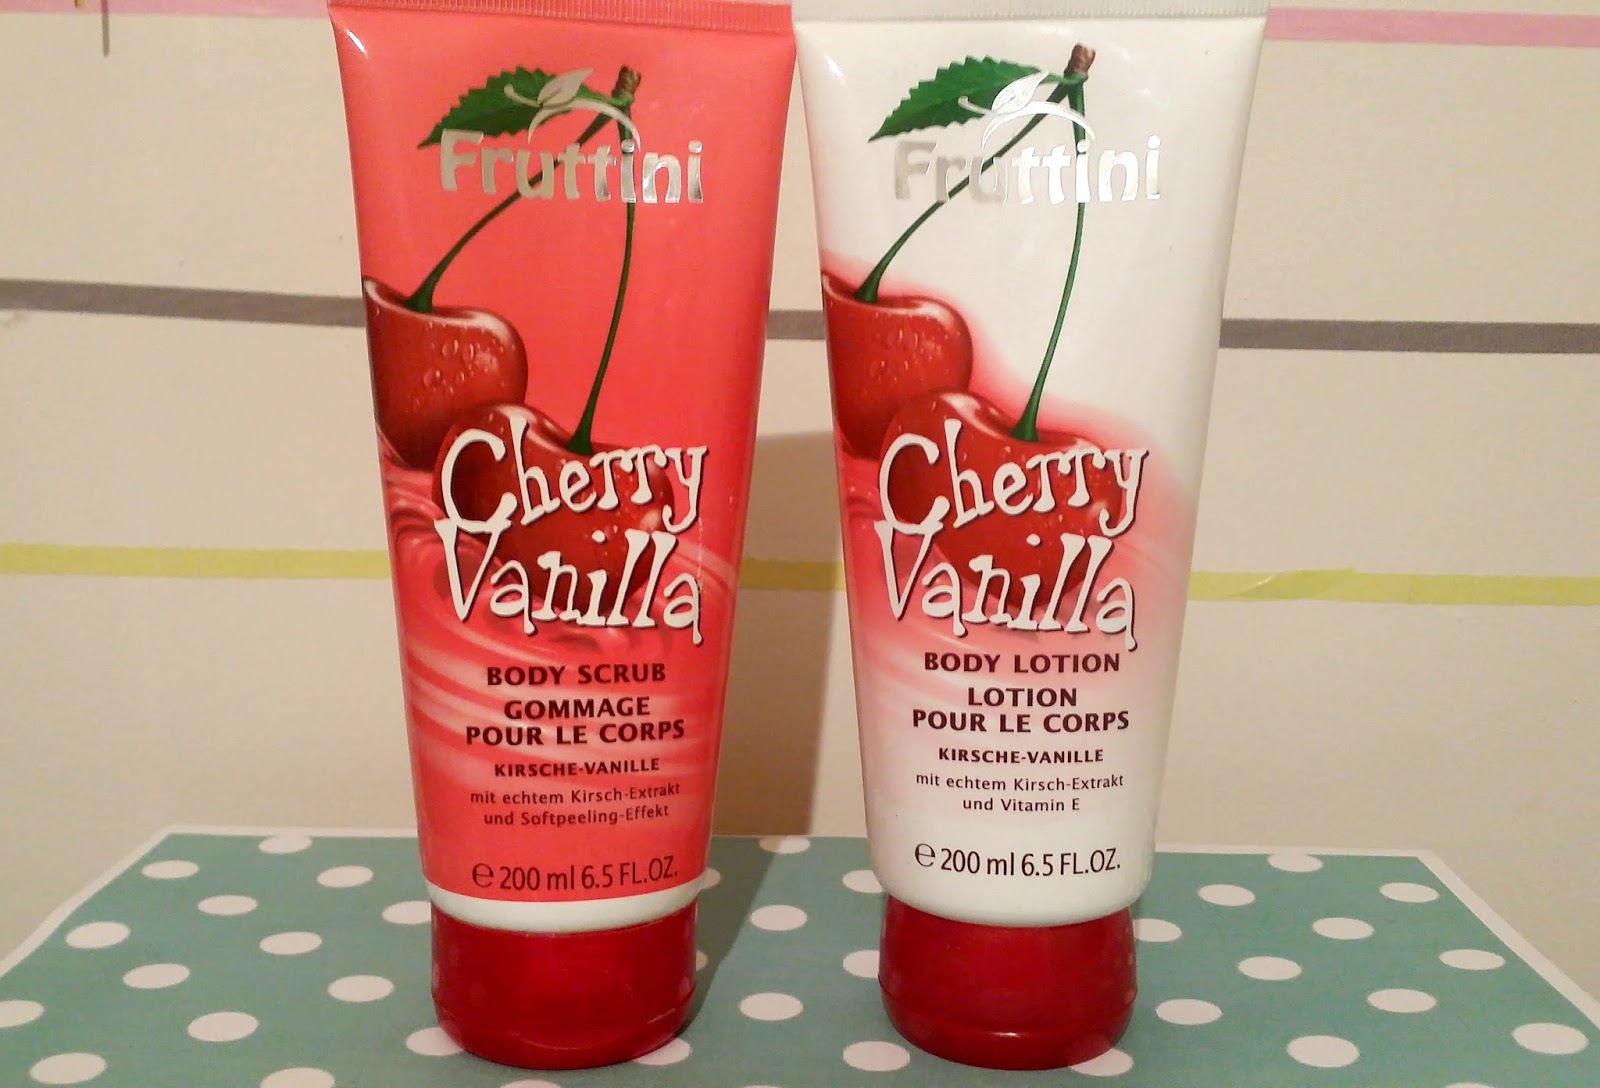 Fruttini
Cherry
Vanilla
BODY SCRUB
GOMMAGE
POUR LE CORPS
KIRSCHE-VANILLE
mit echtem Kirsch-Extrakt
und Softpeeling-Effekt
℮ 200 ml 6.5 FL.OZ.
Fruttini
Cherry
Vanilla
BODY LOTION
LOTION
POUR LE CORPS
KIRSCHE-VANILLE
mit echtem Kirsch-Extrakt
und Vitamin E
℮ 200 ml 6.5 FL.OZ.